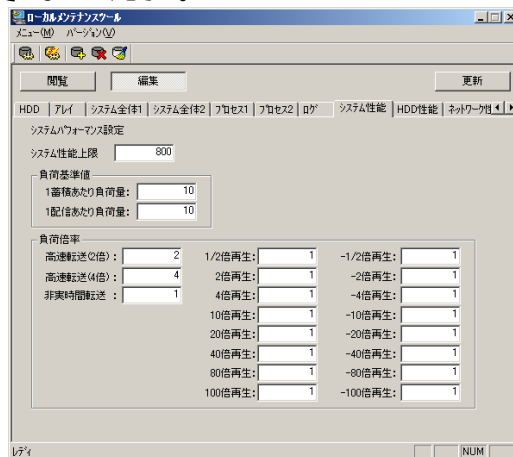 ローカルメンテナンスツール
メニュー(M) バージョン(V)
閲覧 編集 更新
HDD アレイ システム全体1 システム全体2 プロセス1 プロセス2 ログ システム性能 HDD性能 ネットワーク性
システムパフォーマンス設定
システム性能上限 800
負荷基準値
1蓄積あたり負荷量: 10
1配信あたり負荷量: 10
負荷倍率
高速転送(2倍): 2 1/2倍再生: 1 -1/2倍再生: 1
高速転送(4倍): 4 2倍再生: 1 -2倍再生: 1
非実時間転送 : 1 4倍再生: 1 -4倍再生: 1
10倍再生: 1 -10倍再生: 1
20倍再生: 1 -20倍再生: 1
40倍再生: 1 -40倍再生: 1
80倍再生: 1 -80倍再生: 1
100倍再生: 1 -100倍再生: 1
レディ NUM